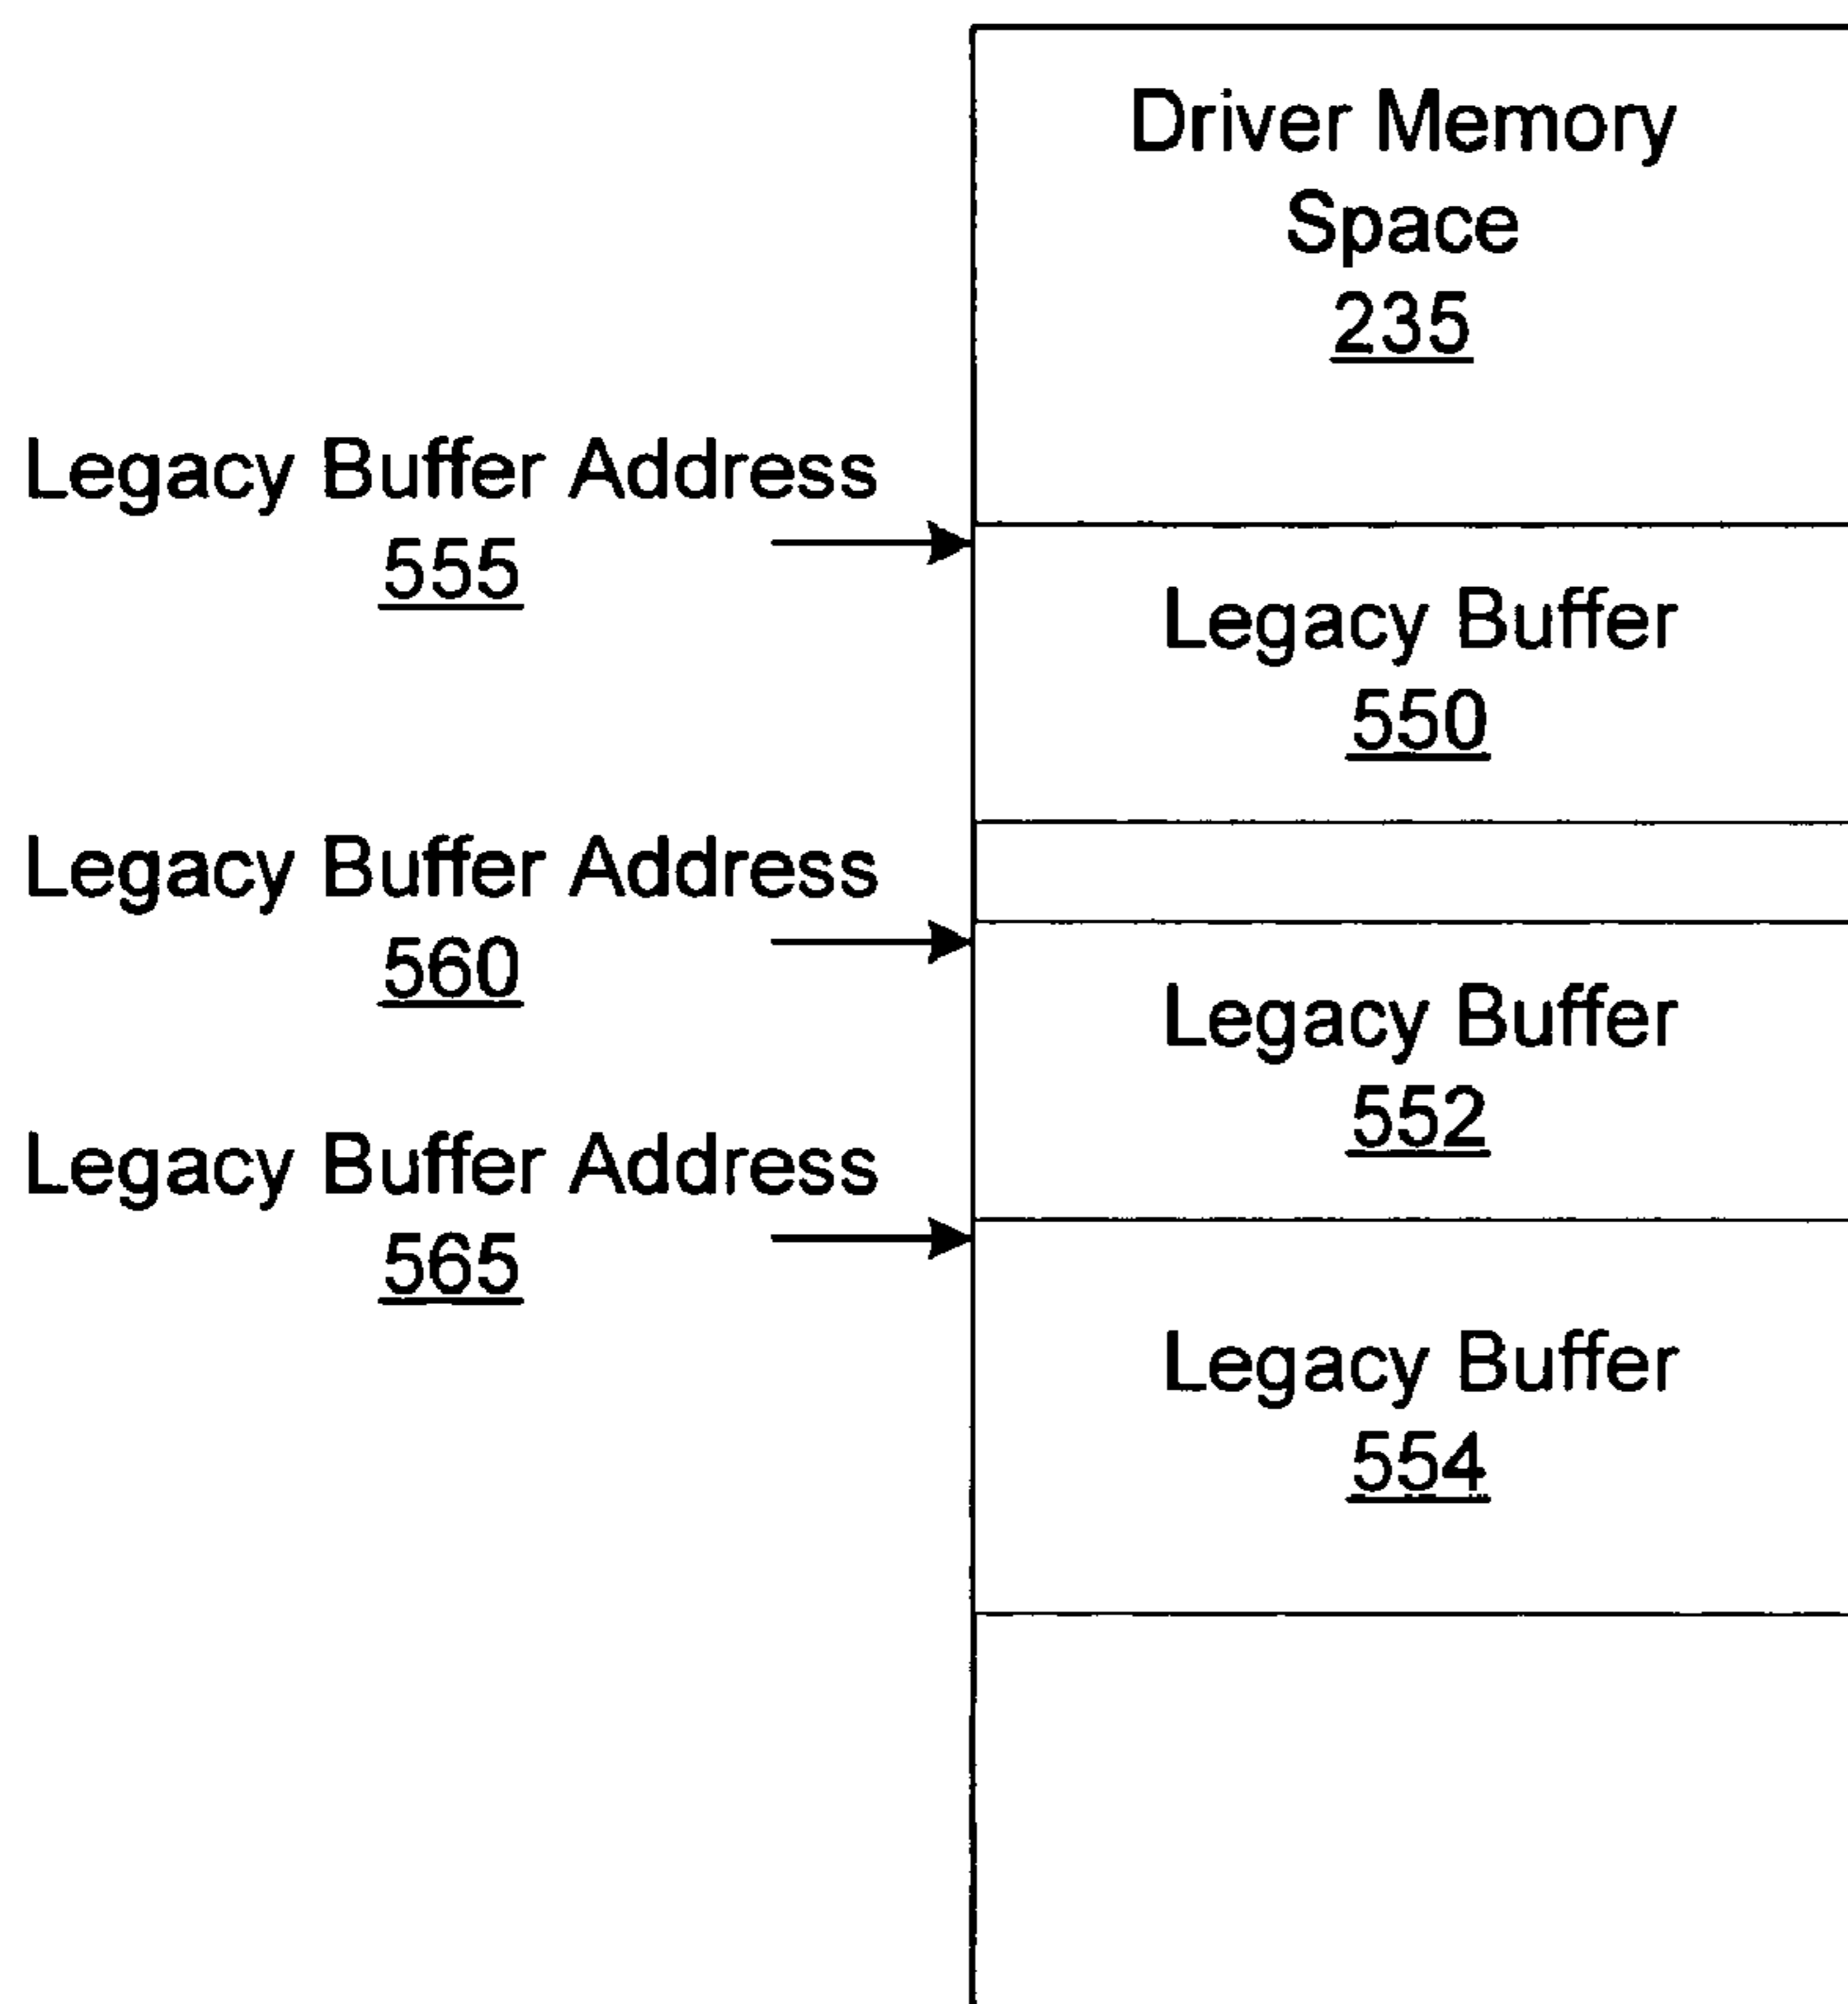 Driver Memory
Space
235
Legacy Buffer Address
555
Legacy Buffer
550
Legacy Buffer Address
560
Legacy Buffer
552
Legacy Buffer Address
565
Legacy Buffer
554